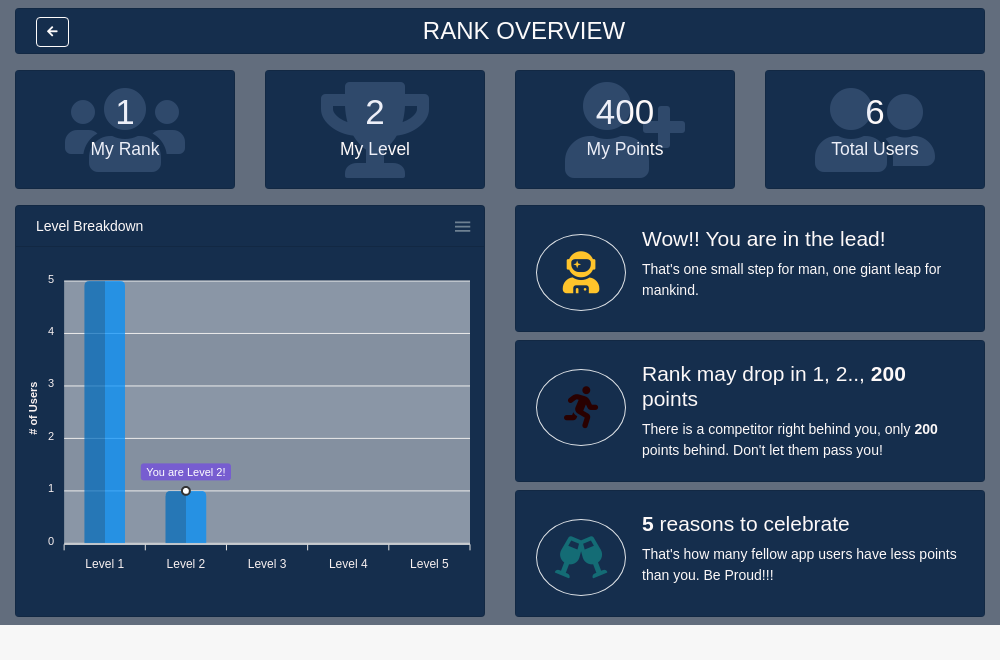 RANK OVERVIEW
1
My Rank
2
My Level
400
My Points
6
Total Users
Level Breakdown
# of Users
5
4
3
2
1
0
You are Level 2!
Level 1
Level 2
Level 3
Level 4
Level 5
Wow!! You are in the lead!
That's one small step for man, one giant leap for
mankind.
Rank may drop in 1, 2.., 200
points
There is a competitor right behind you, only 200
points behind. Don't let them pass you!
5 reasons to celebrate
That's how many fellow app users have less points
than you. Be Proud!!!